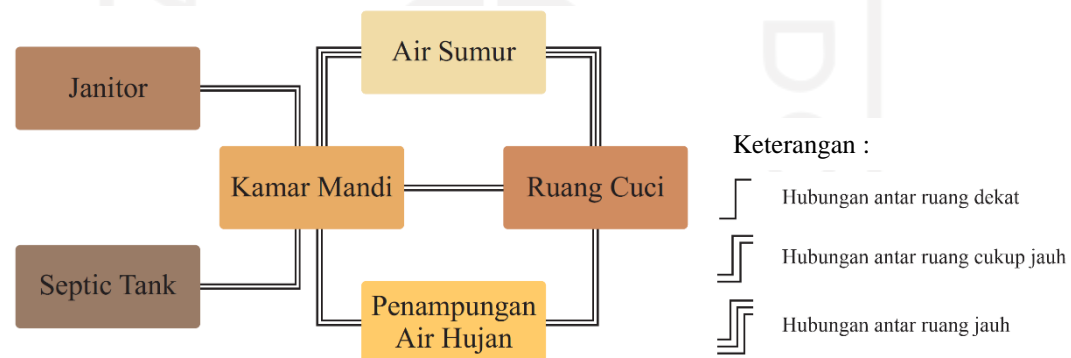 Air Sumur
Janitor
Kamar Mandi
Ruang Cuci
Septic Tank
Penampungan
Air Hujan
Keterangan :
Hubungan antar ruang dekat
Hubungan antar ruang cukup jauh
Hubungan antar ruang jauh